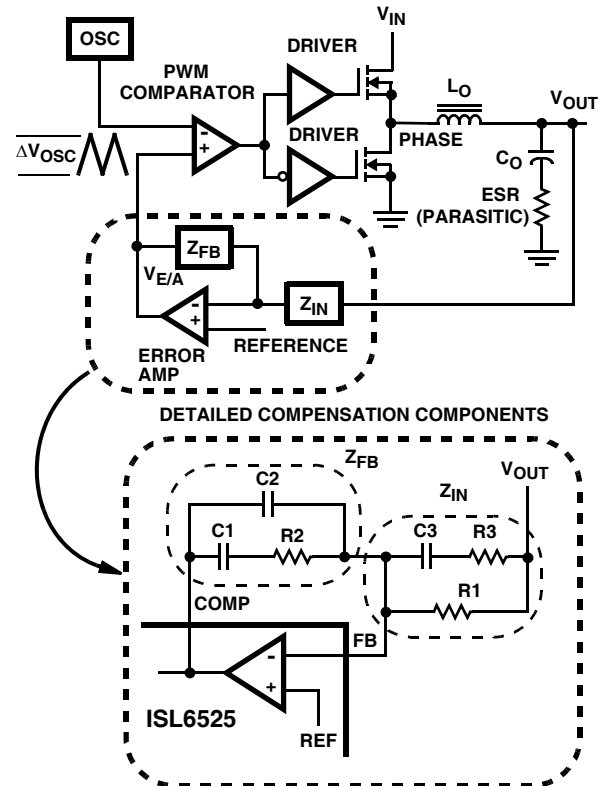 OSC
V_IN
DRIVER
PWM
COMPARATOR
L_O
V_OUT
-
+
DRIVER
PHASE
ΔV_OSC
C_O
ESR
(PARASITIC)
Z_FB
V_E/A
-
+
Z_IN
REFERENCE
ERROR
AMP
DETAILED COMPENSATION COMPONENTS
Z_FB
V_OUT
C2
Z_IN
C1
R2
C3
R3
R1
COMP
FB
-
+
ISL6525
REF